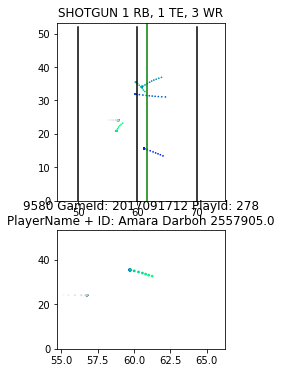 SHOTGUN 1 RB, 1 TE, 3 WR
50
40
30
20
10
0
50 60 70
9580 GameId: 2017091712 PlayId: 278
PlayerName + ID: Amara Darboh 2557905.0
40
20
0
55.0 57.5 60.0 62.5 65.0